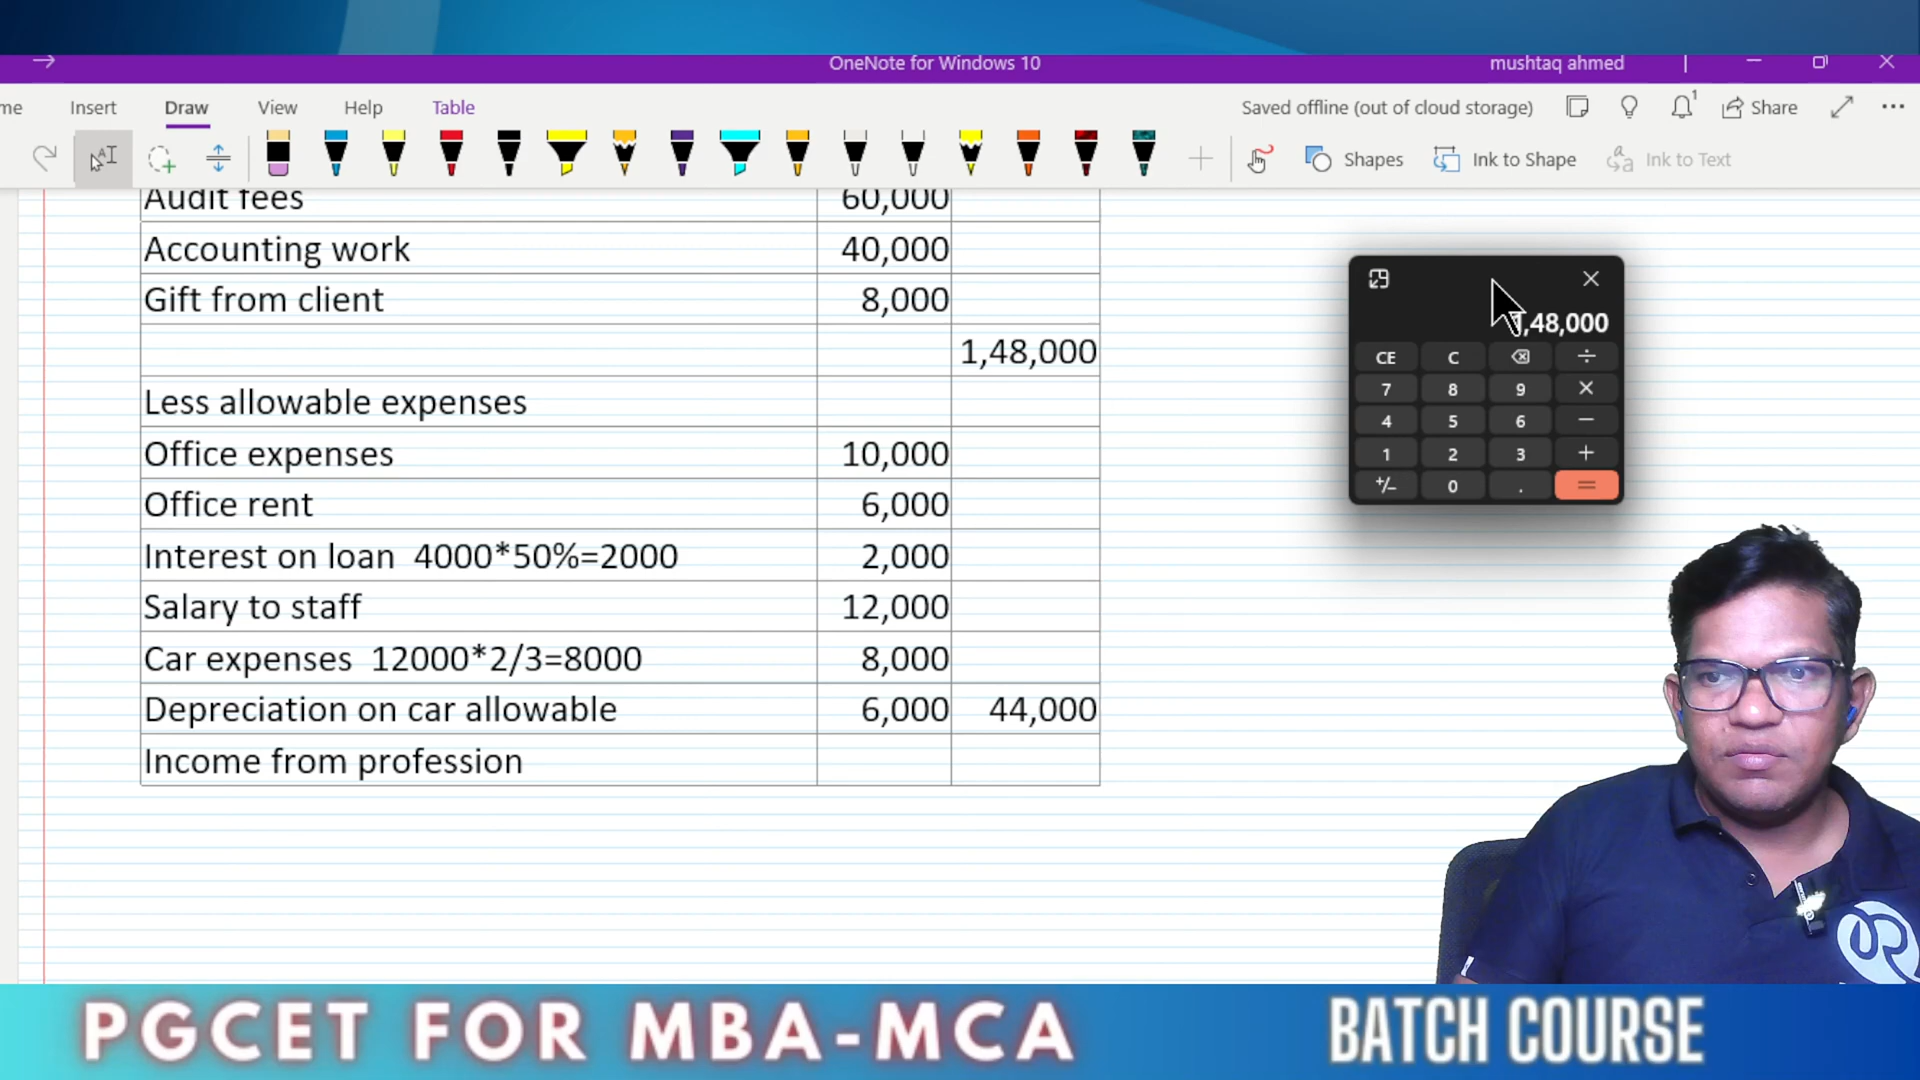 OneNote for Windows 10
mushtaq ahmed
me Insert Draw View Help Table
Saved offline (out of cloud storage)
1
Share
Shapes
Ink to Shape
Ink to Text
Audit fees 60,000
Accounting work 40,000
Gift from client 8,000
1,48,000
Less allowable expenses
Office expenses 10,000
Office rent 6,000
Interest on loan 4000*50%=2000 2,000
Salary to staff 12,000
Car expenses 12000*2/3=8000 8,000
Depreciation on car allowable 6,000 44,000
Income from profession
1,48,000
CE C ÷
7 8 9 ×
4 5 6 −
1 2 3 +
+/− 0 . =
PGCET FOR MBA-MCA
BATCH COURSE